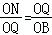 ON/OQ = OQ/OB